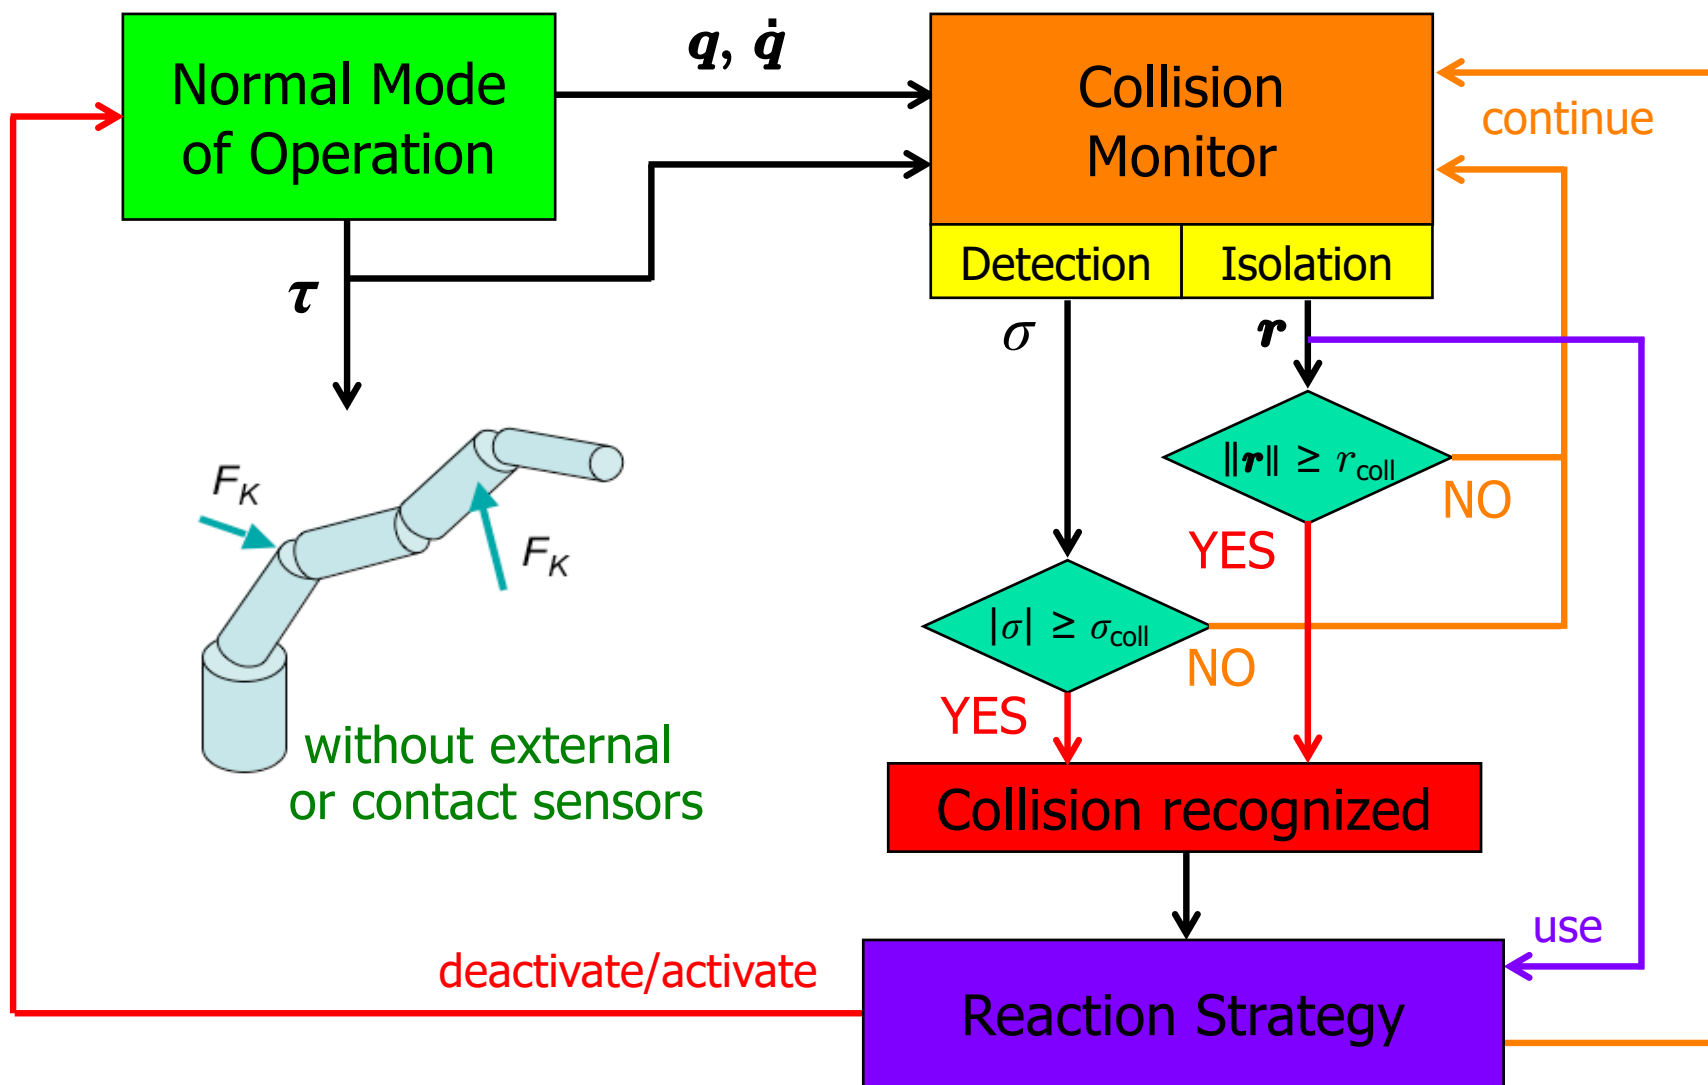 Normal Mode
of Operation
q, q̇
Collision
Monitor
continue
Detection
Isolation
τ
σ
r
‖r‖ ≥ r_coll
NO
YES
F_K
F_K
|σ| ≥ σ_coll
NO
YES
without external
or contact sensors
Collision recognized
use
deactivate/activate
Reaction Strategy